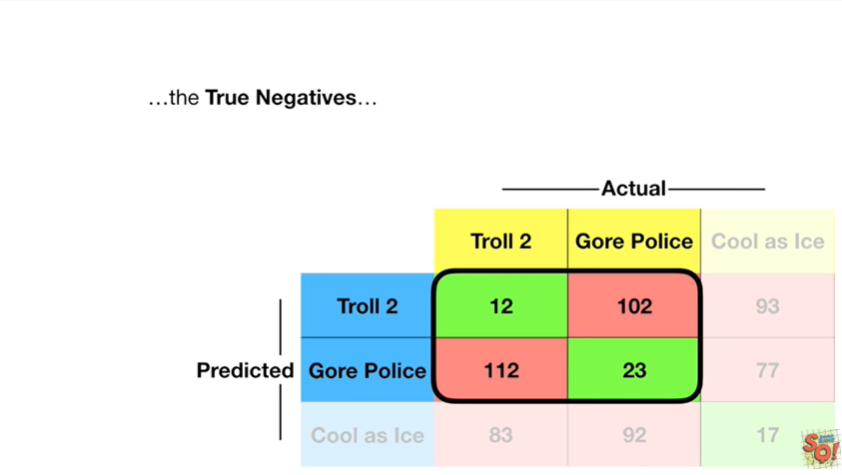 …the True Negatives…
Actual
Troll 2 Gore Police Cool as Ice
Troll 2 12 102 93
Predicted Gore Police 112 23 77
Cool as Ice 83 92 17
SQ!